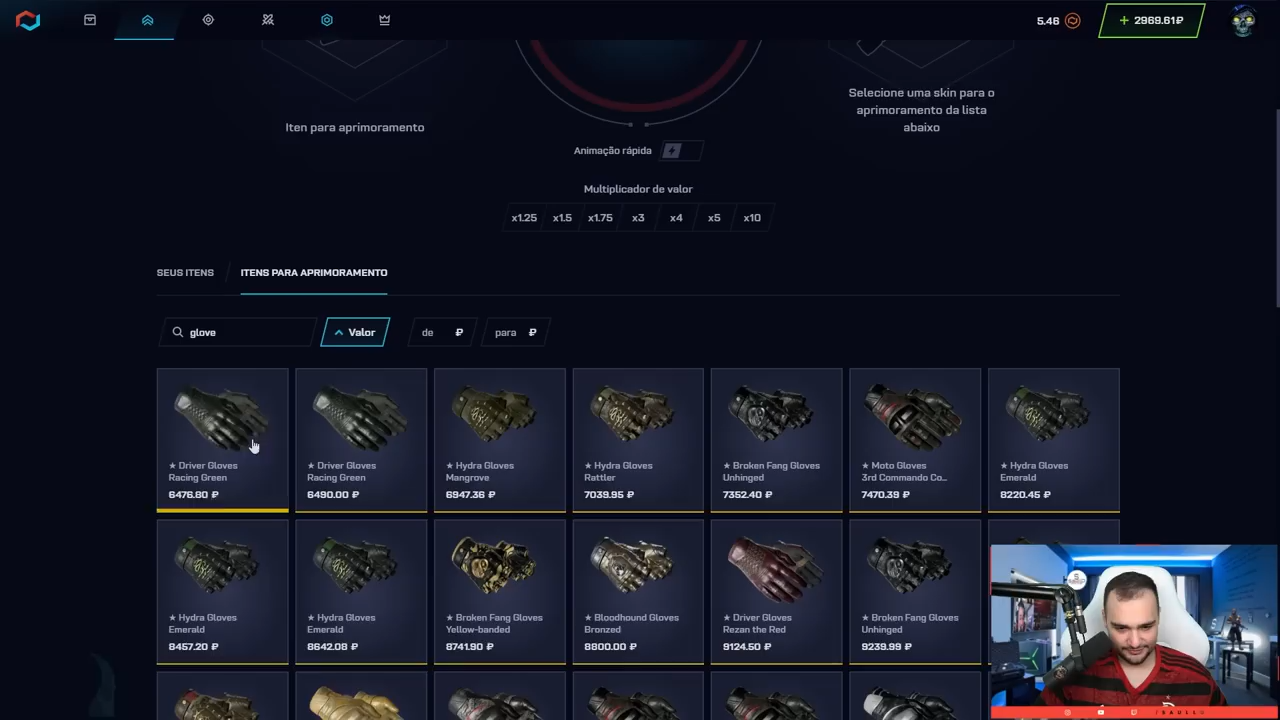 5.46
+ 2969.61₽
Iten para aprimoramento
Selecione uma skin para o
aprimoramento da lista
abaixo
Animação rápida
Multiplicador de valor
x1.25 x1.5 x1.75 x3 x4 x5 x10
SEUS ITENS ITENS PARA APRIMORAMENTO
glove Valor de ₽ para ₽
★ Driver Gloves
Racing Green
6476.80 ₽
★ Driver Gloves
Racing Green
6490.00 ₽
★ Hydra Gloves
Mangrove
6947.36 ₽
★ Hydra Gloves
Rattler
7039.95 ₽
★ Broken Fang Gloves
Unhinged
7352.40 ₽
★ Moto Gloves
3rd Commando Co...
7470.39 ₽
★ Hydra Gloves
Emerald
8220.45 ₽
★ Hydra Gloves
Emerald
8457.20 ₽
★ Hydra Gloves
Emerald
8642.08 ₽
★ Broken Fang Gloves
Yellow-banded
8741.90 ₽
★ Bloodhound Gloves
Bronzed
8800.00 ₽
★ Driver Gloves
Rezan the Red
9124.50 ₽
★ Broken Fang Gloves
Unhinged
9239.99 ₽